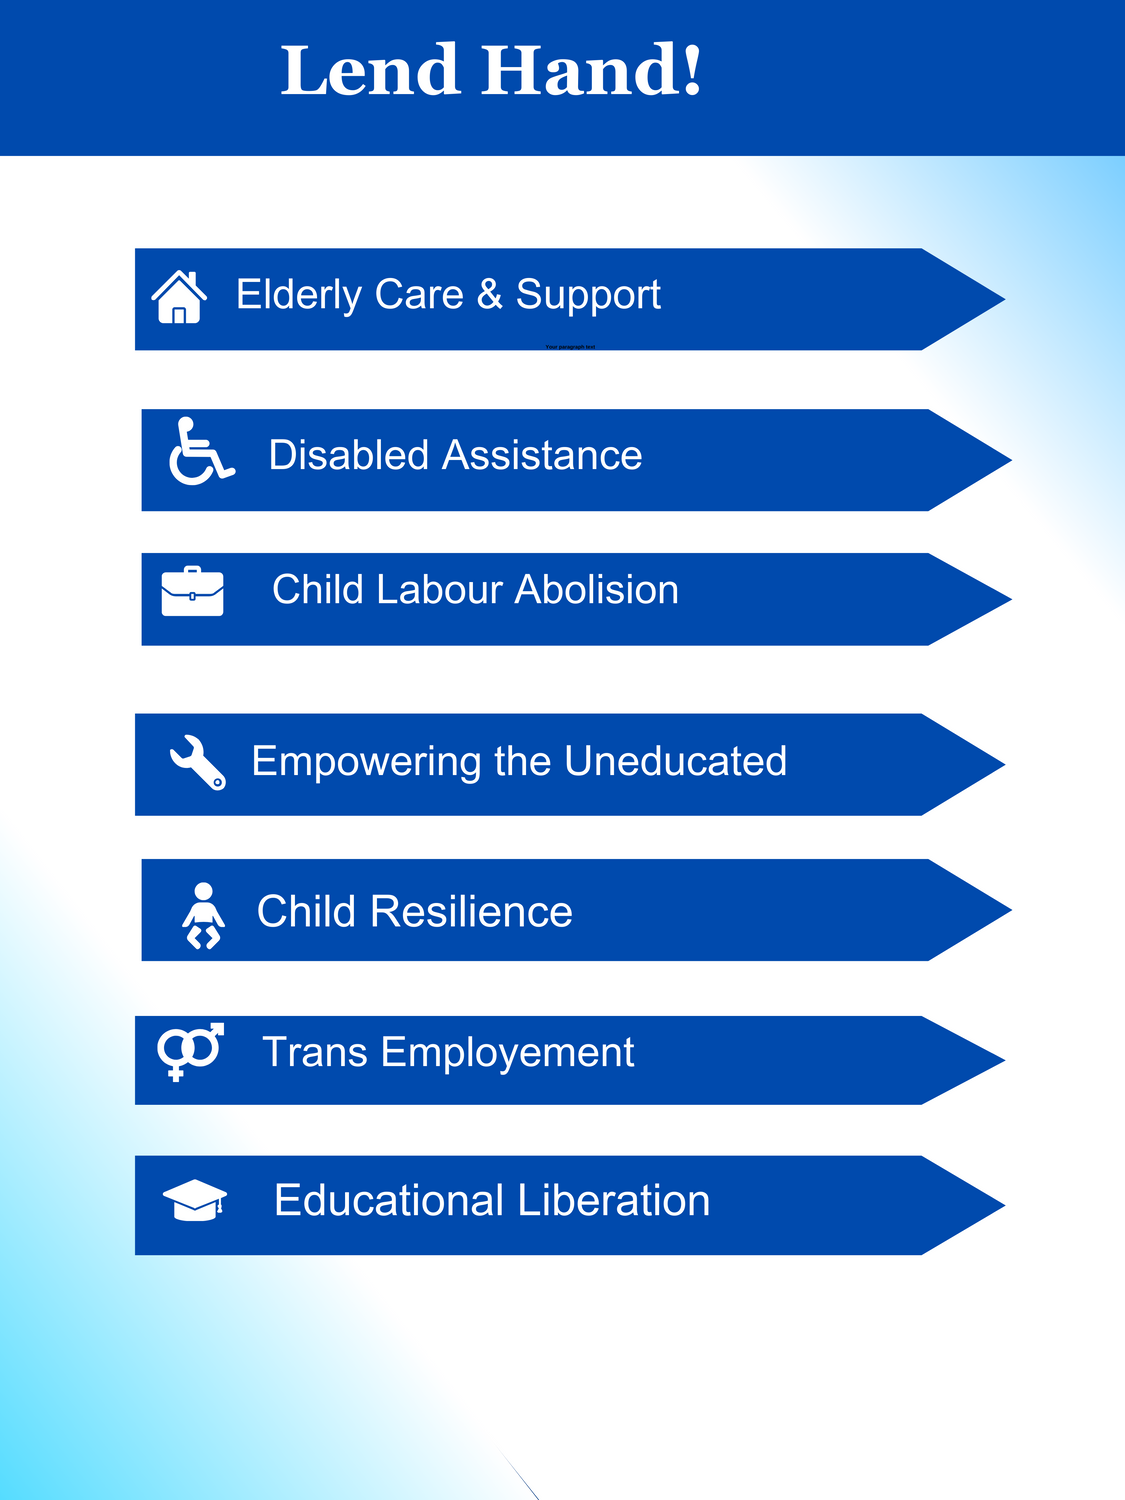 Lend Hand!
Elderly Care & Support
Your paragraph text
Disabled Assistance
Child Labour Abolision
Empowering the Uneducated
Child Resilience
Trans Employement
Educational Liberation